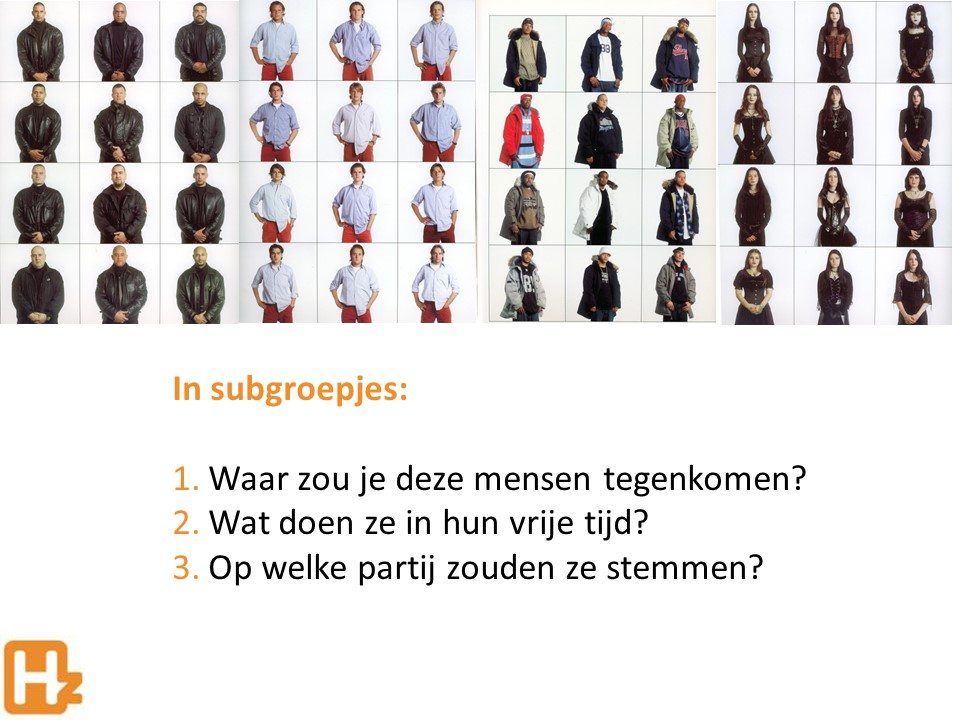 In subgroepjes:
1. Waar zou je deze mensen tegenkomen?
2. Wat doen ze in hun vrije tijd?
3. Op welke partij zouden ze stemmen?
Hz